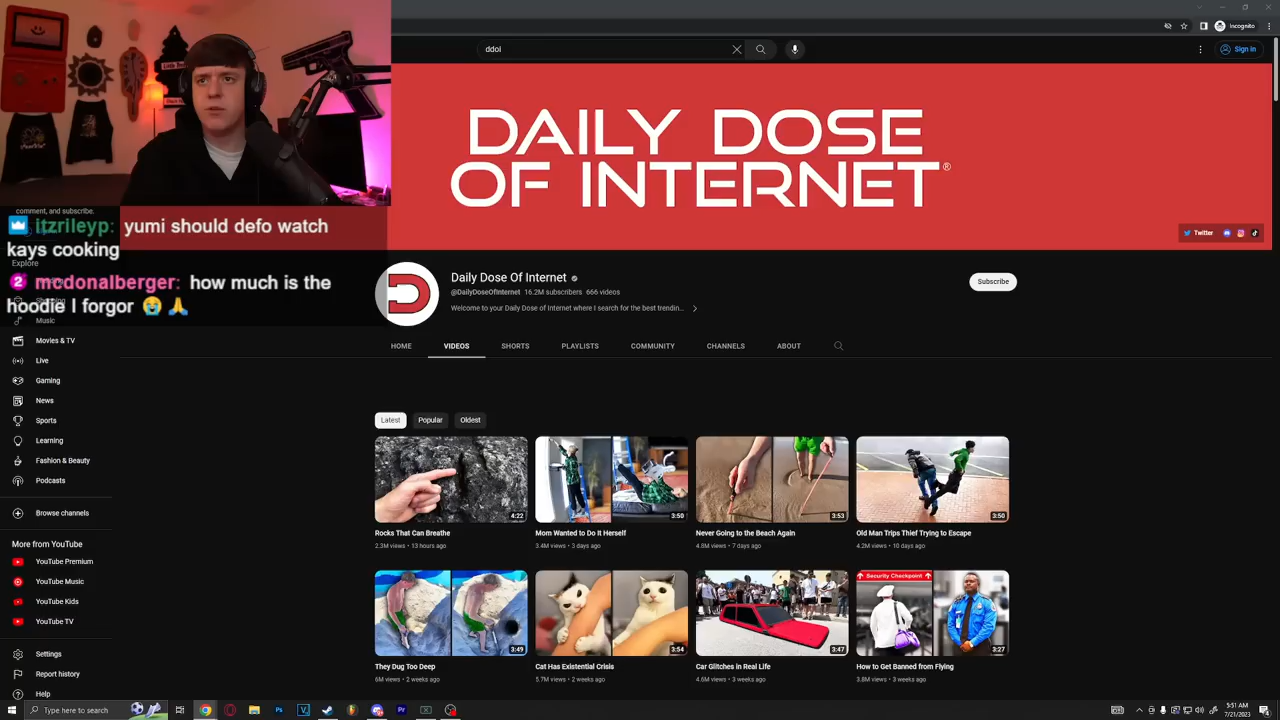 Incognito
ddoi
Sign in
DAILY DOSE
OF INTERNET®
Twitter
comment, and subscribe.
itzrileyp: yumi should defo watch
kays cooking
Explore
mcdonalberger: how much is the
hoodie I forgor
Music
Movies & TV
Live
Gaming
News
Sports
Learning
Fashion & Beauty
Podcasts
Browse channels
More from YouTube
YouTube Premium
YouTube Music
YouTube Kids
YouTube TV
Settings
Report history
Help
Daily Dose Of Internet
@DailyDoseOfInternet 16.2M subscribers 666 videos
Welcome to your Daily Dose of Internet where I search for the best trendin...
Subscribe
HOME VIDEOS SHORTS PLAYLISTS COMMUNITY CHANNELS ABOUT
Latest Popular Oldest
4:22 3:50 3:53 3:50
Rocks That Can Breathe
2.3M views • 13 hours ago
Mom Wanted to Do It Herself
3.4M views • 3 days ago
Never Going to the Beach Again
4.8M views • 7 days ago
Old Man Trips Thief Trying to Escape
4.2M views • 10 days ago
Security Checkpoint
3:49 3:54 3:47 3:27
They Dug Too Deep
6M views • 2 weeks ago
Cat Has Existential Crisis
5.7M views • 2 weeks ago
Car Glitches in Real Life
4.6M views • 3 weeks ago
How to Get Banned from Flying
3.8M views • 3 weeks ago
Type here to search
5:51 AM
7/21/2023